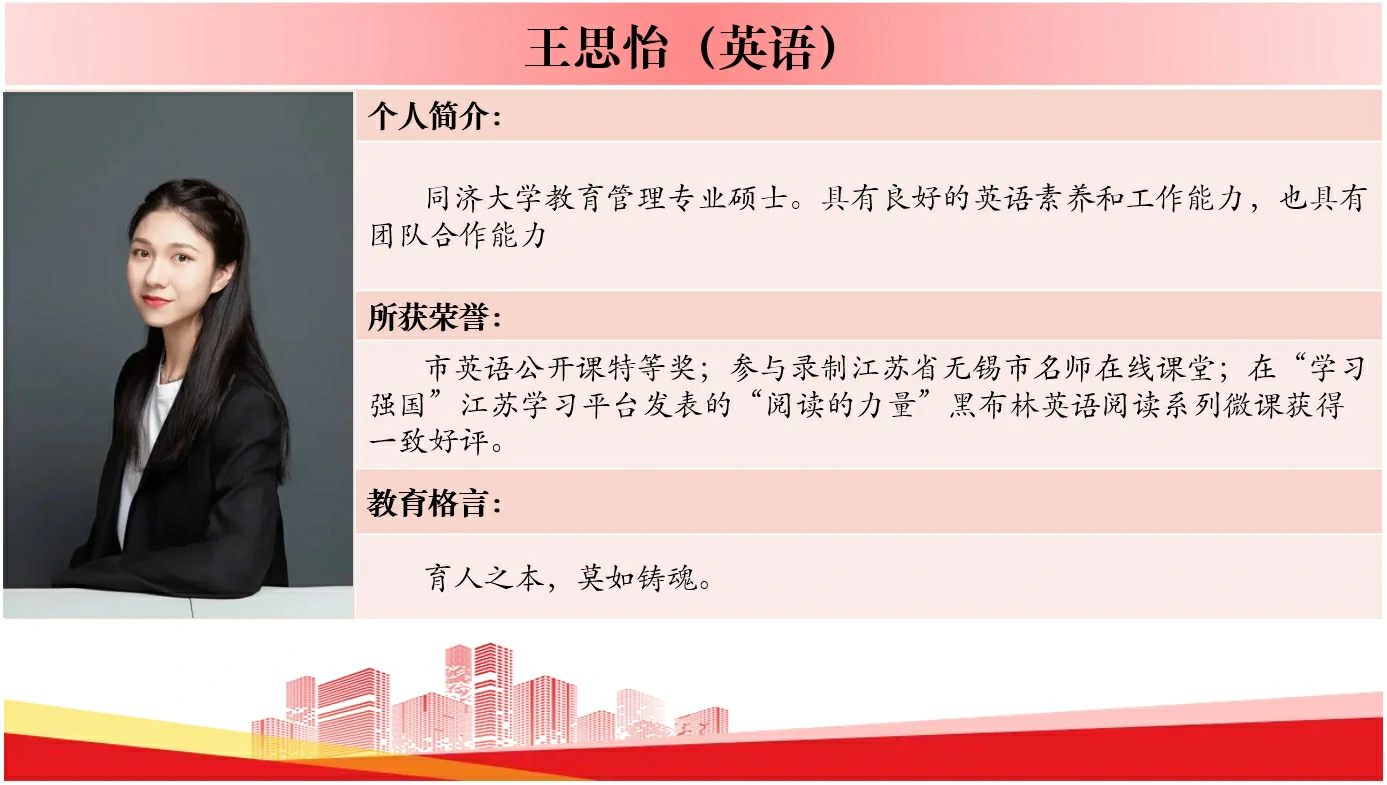 王思怡（英语）
个人简介：
同济大学教育管理专业硕士。具有良好的英语素养和工作能力，也具有
团队合作能力
所获荣誉：
市英语公开课特等奖；参与录制江苏省无锡市名师在线课堂；在“学习
强国”江苏学习平台发表的“阅读的力量”黑布林英语阅读系列微课获得
一致好评。
教育格言：
育人之本，莫如铸魂。